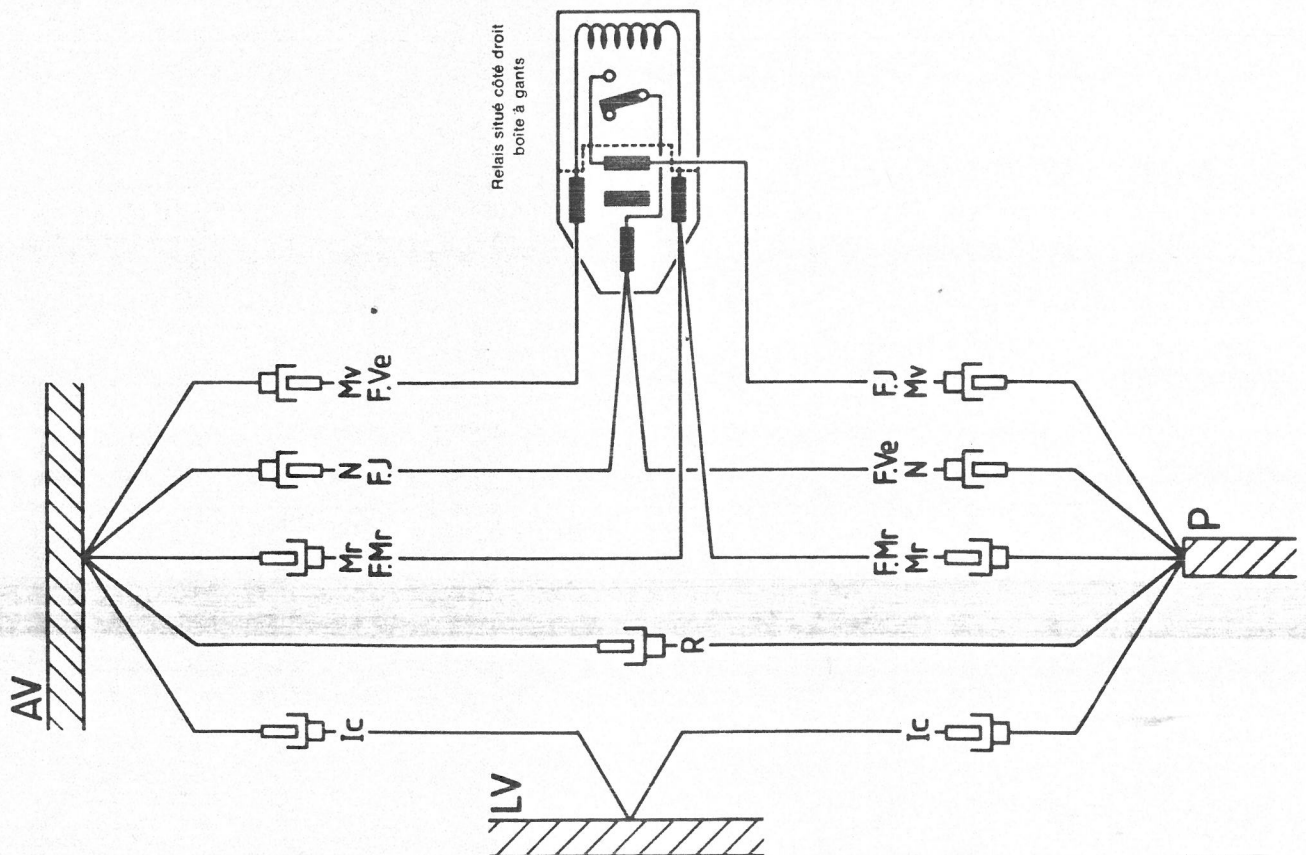 AV
Relais situé côté droit
boîte à gants
Mv
F.Ve
N
F.J
Mr
F.Mr
R
Ic
LV
F.J
Mv
F.Ve
N
F.Mr
Mr
Ic
P